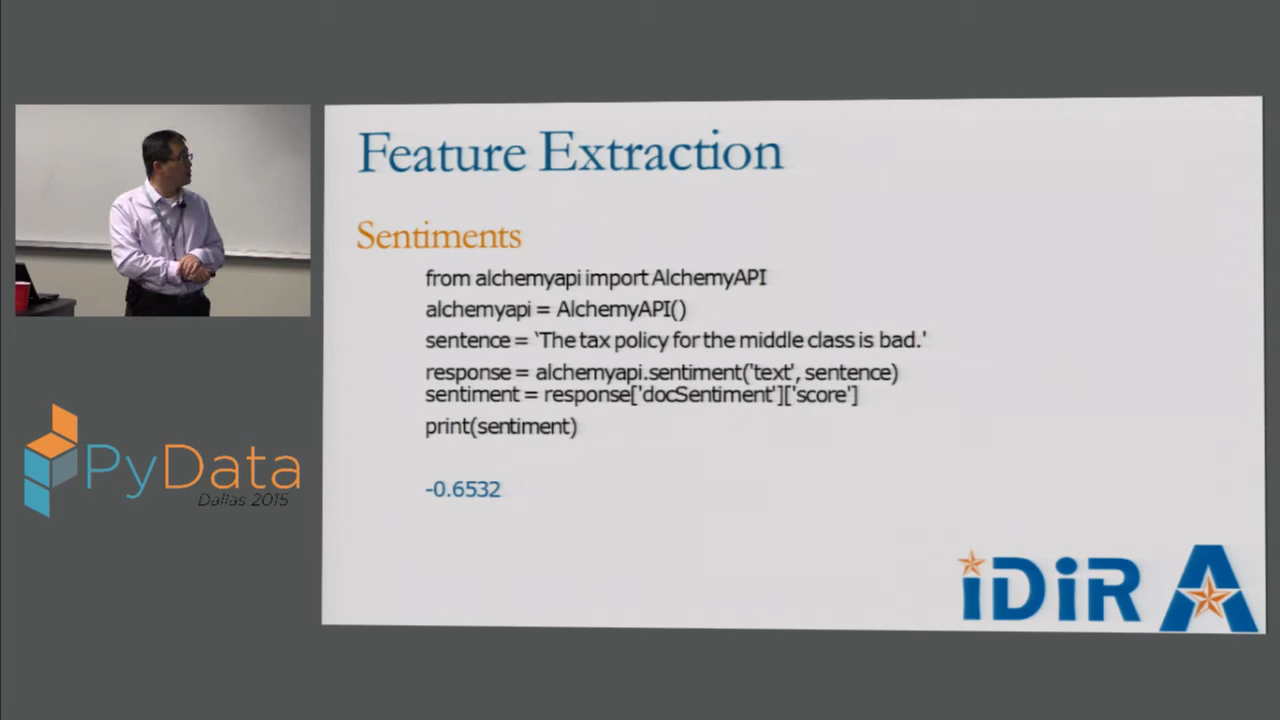 Feature Extraction
Sentiments
from alchemyapi import AlchemyAPI
alchemyapi = AlchemyAPI()
sentence = ‘The tax policy for the middle class is bad.'
response = alchemyapi.sentiment('text', sentence)
sentiment = response['docSentiment']['score']
print(sentiment)
-0.6532
PyData
Dallas 2015
iDiR A